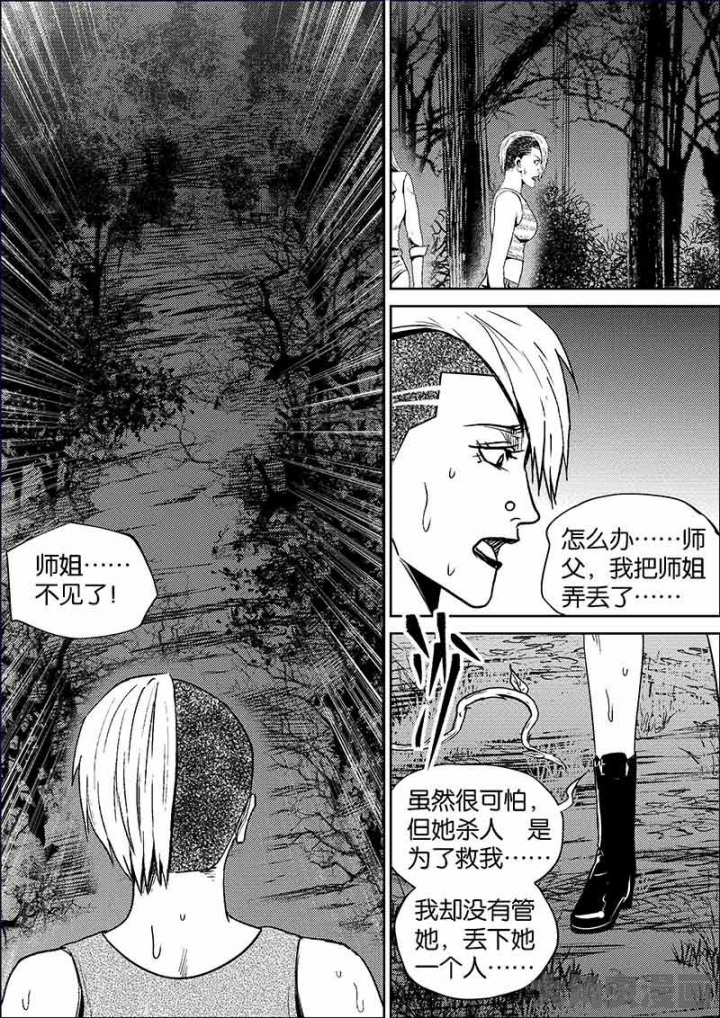 师姐……
不见了！
怎么办……师
父，我把师姐
弄丢了……
虽然很可怕，
但她杀人 是
为了救我……
我却没有管
她，丢下她
一个人……